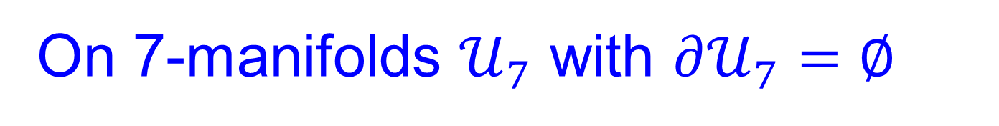 On 7-manifolds 𝒰₇ with ∂𝒰₇ = ∅